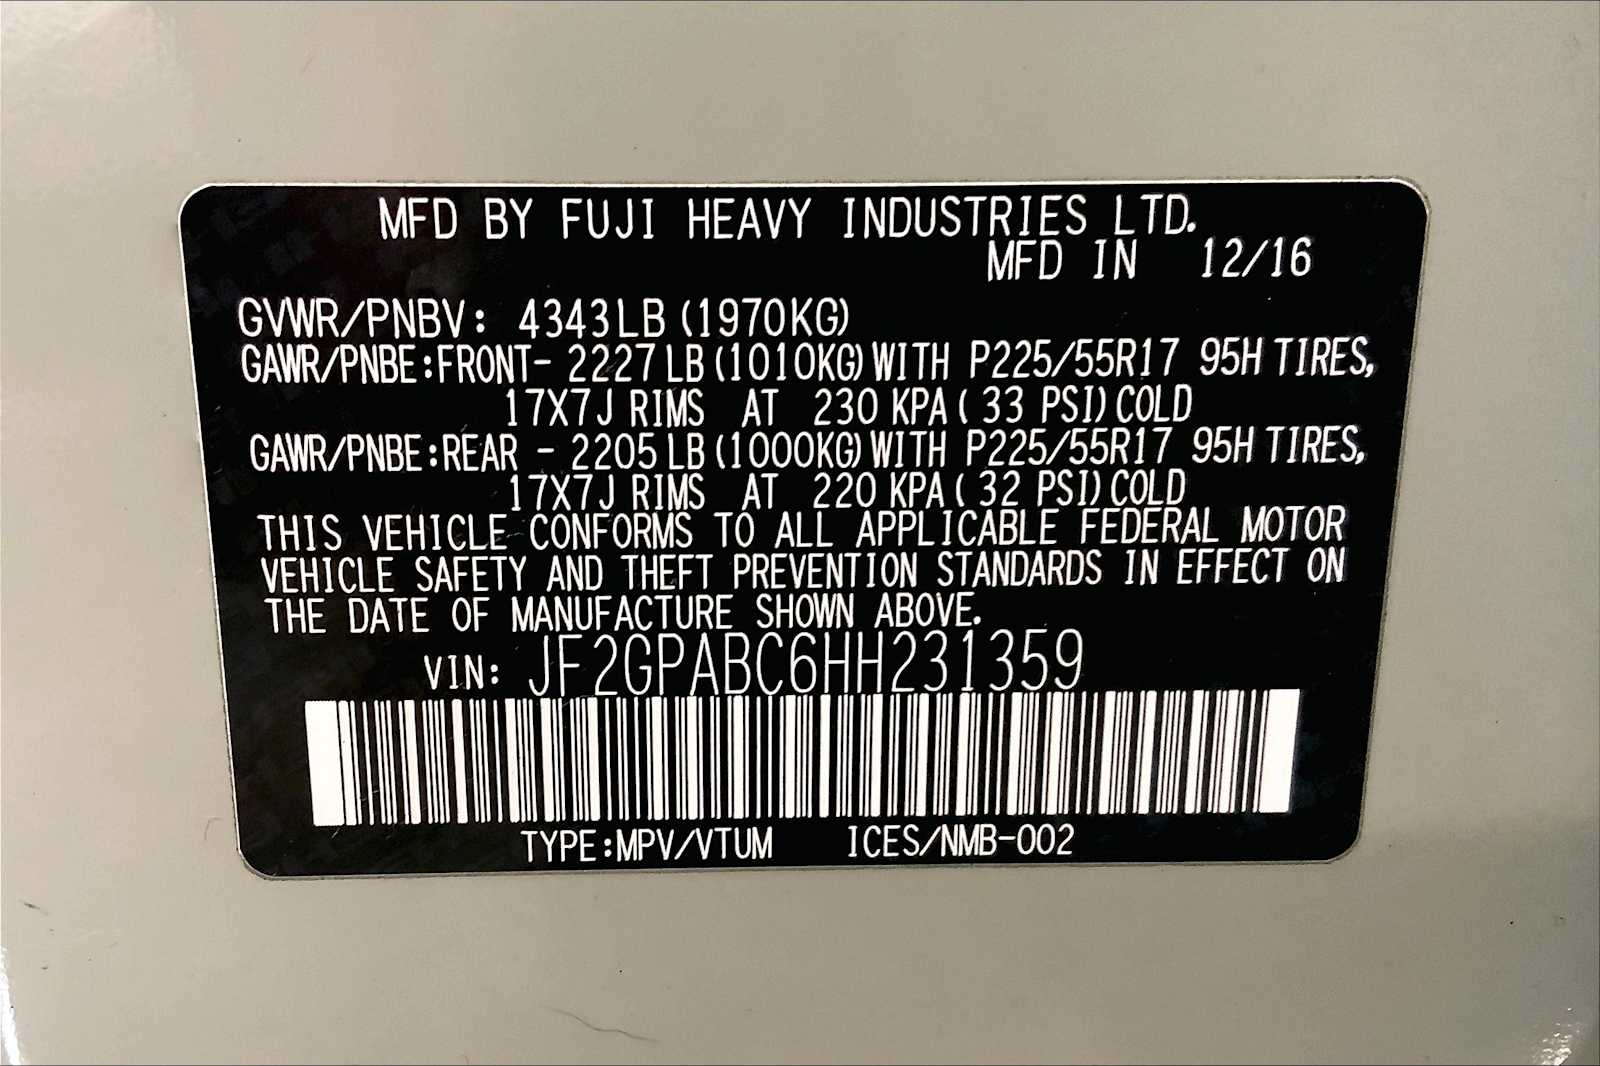 MFD BY FUJI HEAVY INDUSTRIES LTD.
MFD IN 12/16
GVWR/PNBV: 4343LB (1970KG)
GAWR/PNBE:FRONT- 2227LB (1010KG) WITH P225/55R17 95H TIRES,
17X7J RIMS AT 230 KPA ( 33 PSI) COLD
GAWR/PNBE:REAR - 2205LB (1000KG) WITH P225/55R17 95H TIRES,
17X7J RIMS AT 220 KPA ( 32 PSI) COLD
THIS VEHICLE CONFORMS TO ALL APPLICABLE FEDERAL MOTOR
VEHICLE SAFETY AND THEFT PREVENTION STANDARDS IN EFFECT ON
THE DATE OF MANUFACTURE SHOWN ABOVE.
VIN: JF2GPABC6HH231359
TYPE:MPV/VTUM ICES/NMB-002